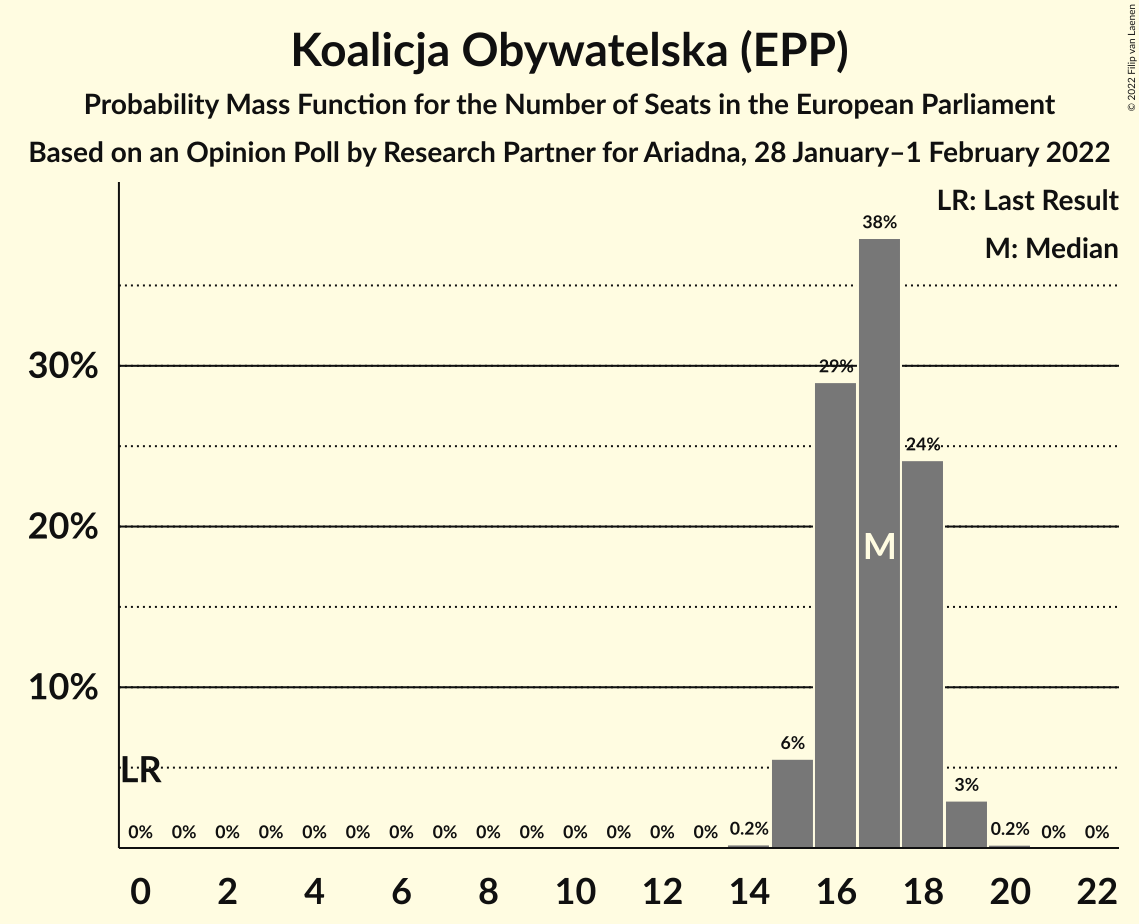 Koalicja Obywatelska (EPP)
Probability Mass Function for the Number of Seats in the European Parliament
Based on an Opinion Poll by Research Partner for Ariadna, 28 January–1 February 2022
© 2022 Filip van Laenen
LR: Last Result
M: Median
38%
30%
29%
24%
20%
M
10%
6%
LR
3%
0% 0% 0% 0% 0% 0% 0% 0% 0% 0% 0% 0% 0% 0% 0.2% 0.2% 0% 0%
0 2 4 6 8 10 12 14 16 18 20 22